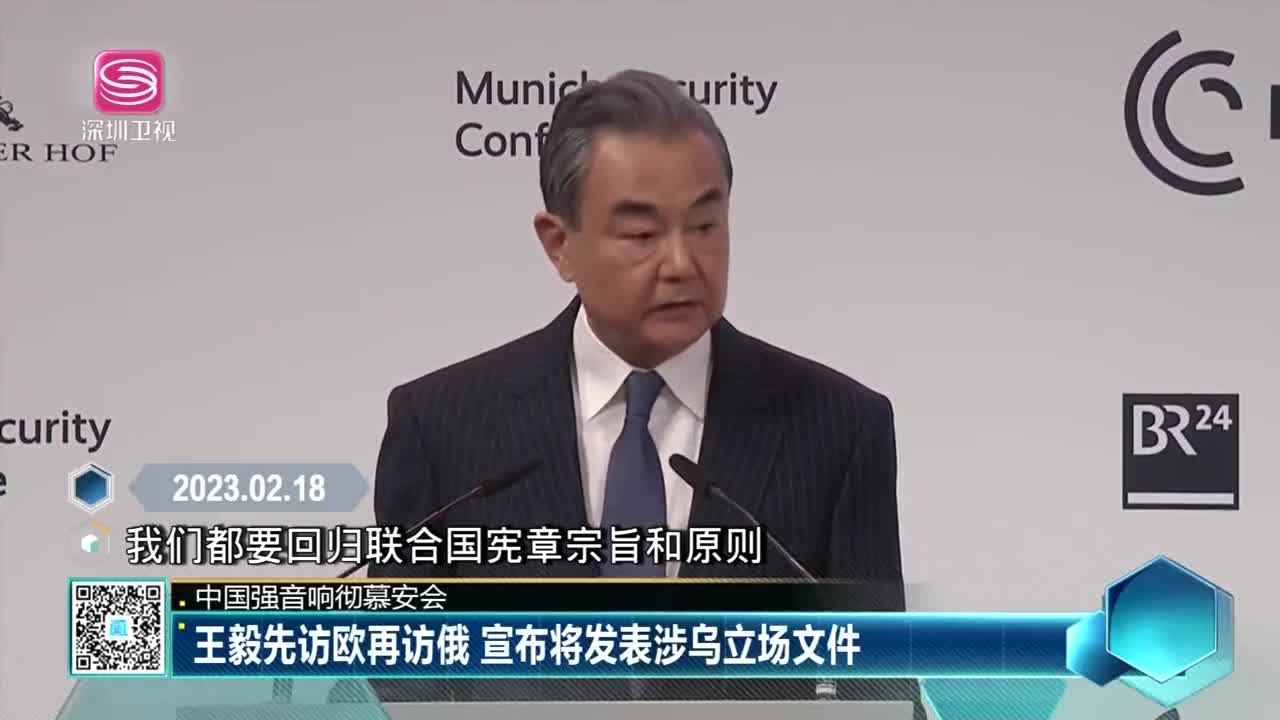 深圳卫视
ER HOF
Munich Security
Conf
curity
e
BR24
2023.02.18
我们都要回归联合国宪章宗旨和原则
中国强音响彻慕安会
王毅先访欧再访俄 宣布将发表涉乌立场文件